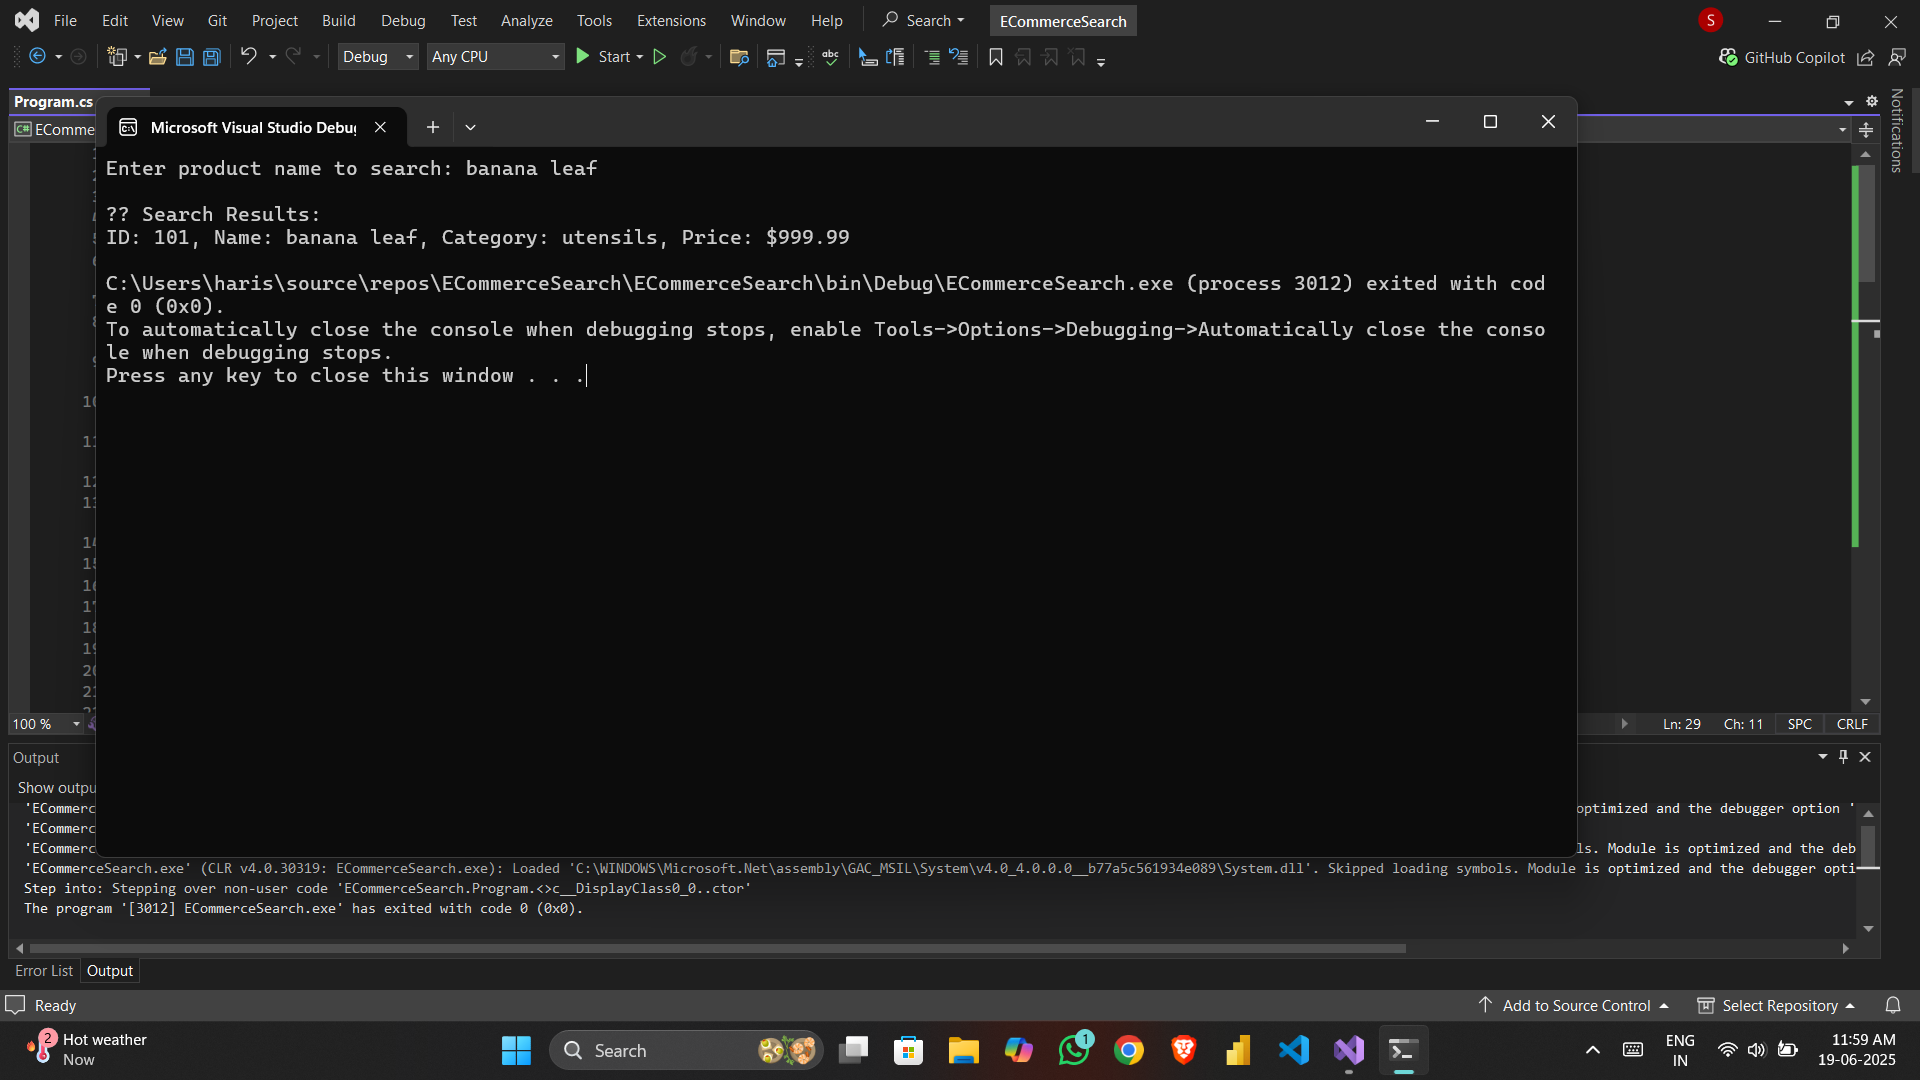 File Edit View Git Project Build Debug Test Analyze Tools Extensions Window Help Search ECommerceSearch S
Debug Any CPU Start abc GitHub Copilot
Program.cs
C# EComme
Notifications
Microsoft Visual Studio Debug
Enter product name to search: banana leaf
?? Search Results:
ID: 101, Name: banana leaf, Category: utensils, Price: $999.99
C:\Users\haris\source\repos\ECommerceSearch\ECommerceSearch\bin\Debug\ECommerceSearch.exe (process 3012) exited with cod
e 0 (0x0).
To automatically close the console when debugging stops, enable Tools->Options->Debugging->Automatically close the conso
le when debugging stops.
Press any key to close this window . . .
12
13
14
15
16
17
18
19
20
21
100 % Ln: 29 Ch: 11 SPC CRLF
Output
Show outpu
'ECommerc optimized and the debugger option '
'ECommerc
'ECommerc ls. Module is optimized and the deb
'ECommerceSearch.exe' (CLR v4.0.30319: ECommerceSearch.exe): Loaded 'C:\WINDOWS\Microsoft.Net\assembly\GAC_MSIL\System\v4.0_4.0.0.0__b77a5c561934e089\System.dll'. Skipped loading symbols. Module is optimized and the debugger opti
Step into: Stepping over non-user code 'ECommerceSearch.Program.<>c__DisplayClass0_0..ctor'
The program '[3012] ECommerceSearch.exe' has exited with code 0 (0x0).
Error List Output
Ready Add to Source Control Select Repository
2 Hot weather
Now
Search
1
ENG
IN
11:59 AM
19-06-2025